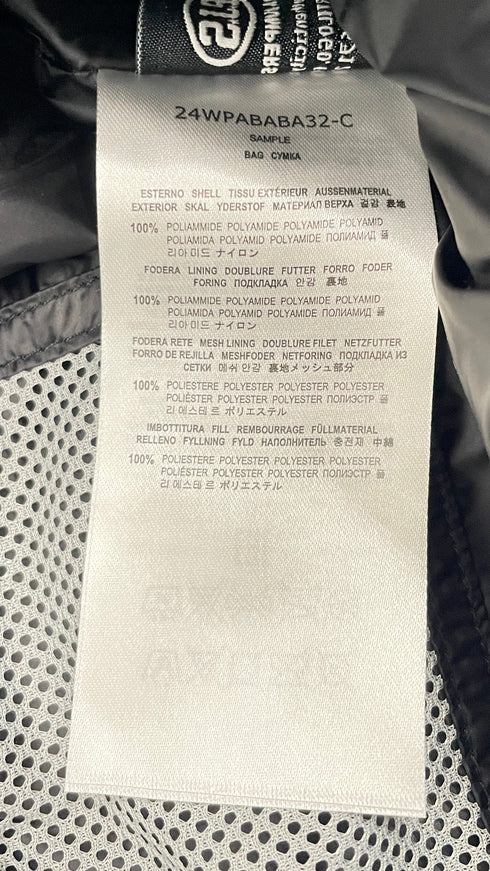 24WPABABA32-C
SAMPLE
BAG СУМКА
ESTERNO SHELL TISSU EXTÉRIEUR AUSSENMATERIAL
EXTERIOR SKAL YDERSTOF МАТЕРИАЛ ВЕРХА 겉감 表地
100% POLIAMMIDE POLYAMIDE POLYAMIDE POLYAMID
POLIAMIDA POLYAMID POLYAMIDE ПОЛИАМИД 폴
리아미드 ナイロン
FODERA LINING DOUBLURE FUTTER FORRO FODER
FORING ПОДКЛАДКА 안감 裏地
100% POLIAMMIDE POLYAMIDE POLYAMIDE POLYAMID
POLIAMIDA POLYAMID POLYAMIDE ПОЛИАМИД 폴
리아미드 ナイロン
FODERA RETE MESH LINING DOUBLURE FILET NETZFUTTER
FORRO DE REJILLA MESHFODER NETFORING ПОДКЛАДКА ИЗ
СЕТКИ 메쉬 안감 裏地メッシュ部分
100% POLIESTERE POLYESTER POLYESTER POLYESTER
POLIÉSTER POLYESTER POLYESTER ПОЛИЭСТР 폴
리에스테르 ポリエステル
IMBOTTITURA FILL REMBOURRAGE FÜLLMATERIAL
RELLENO FYLLNING FYLD НАПОЛНИТЕЛЬ 충전재 中綿
100% POLIESTERE POLYESTER POLYESTER POLYESTER
POLIÉSTER POLYESTER POLYESTER ПОЛИЭСТР 폴
리에스테르 ポリエステル